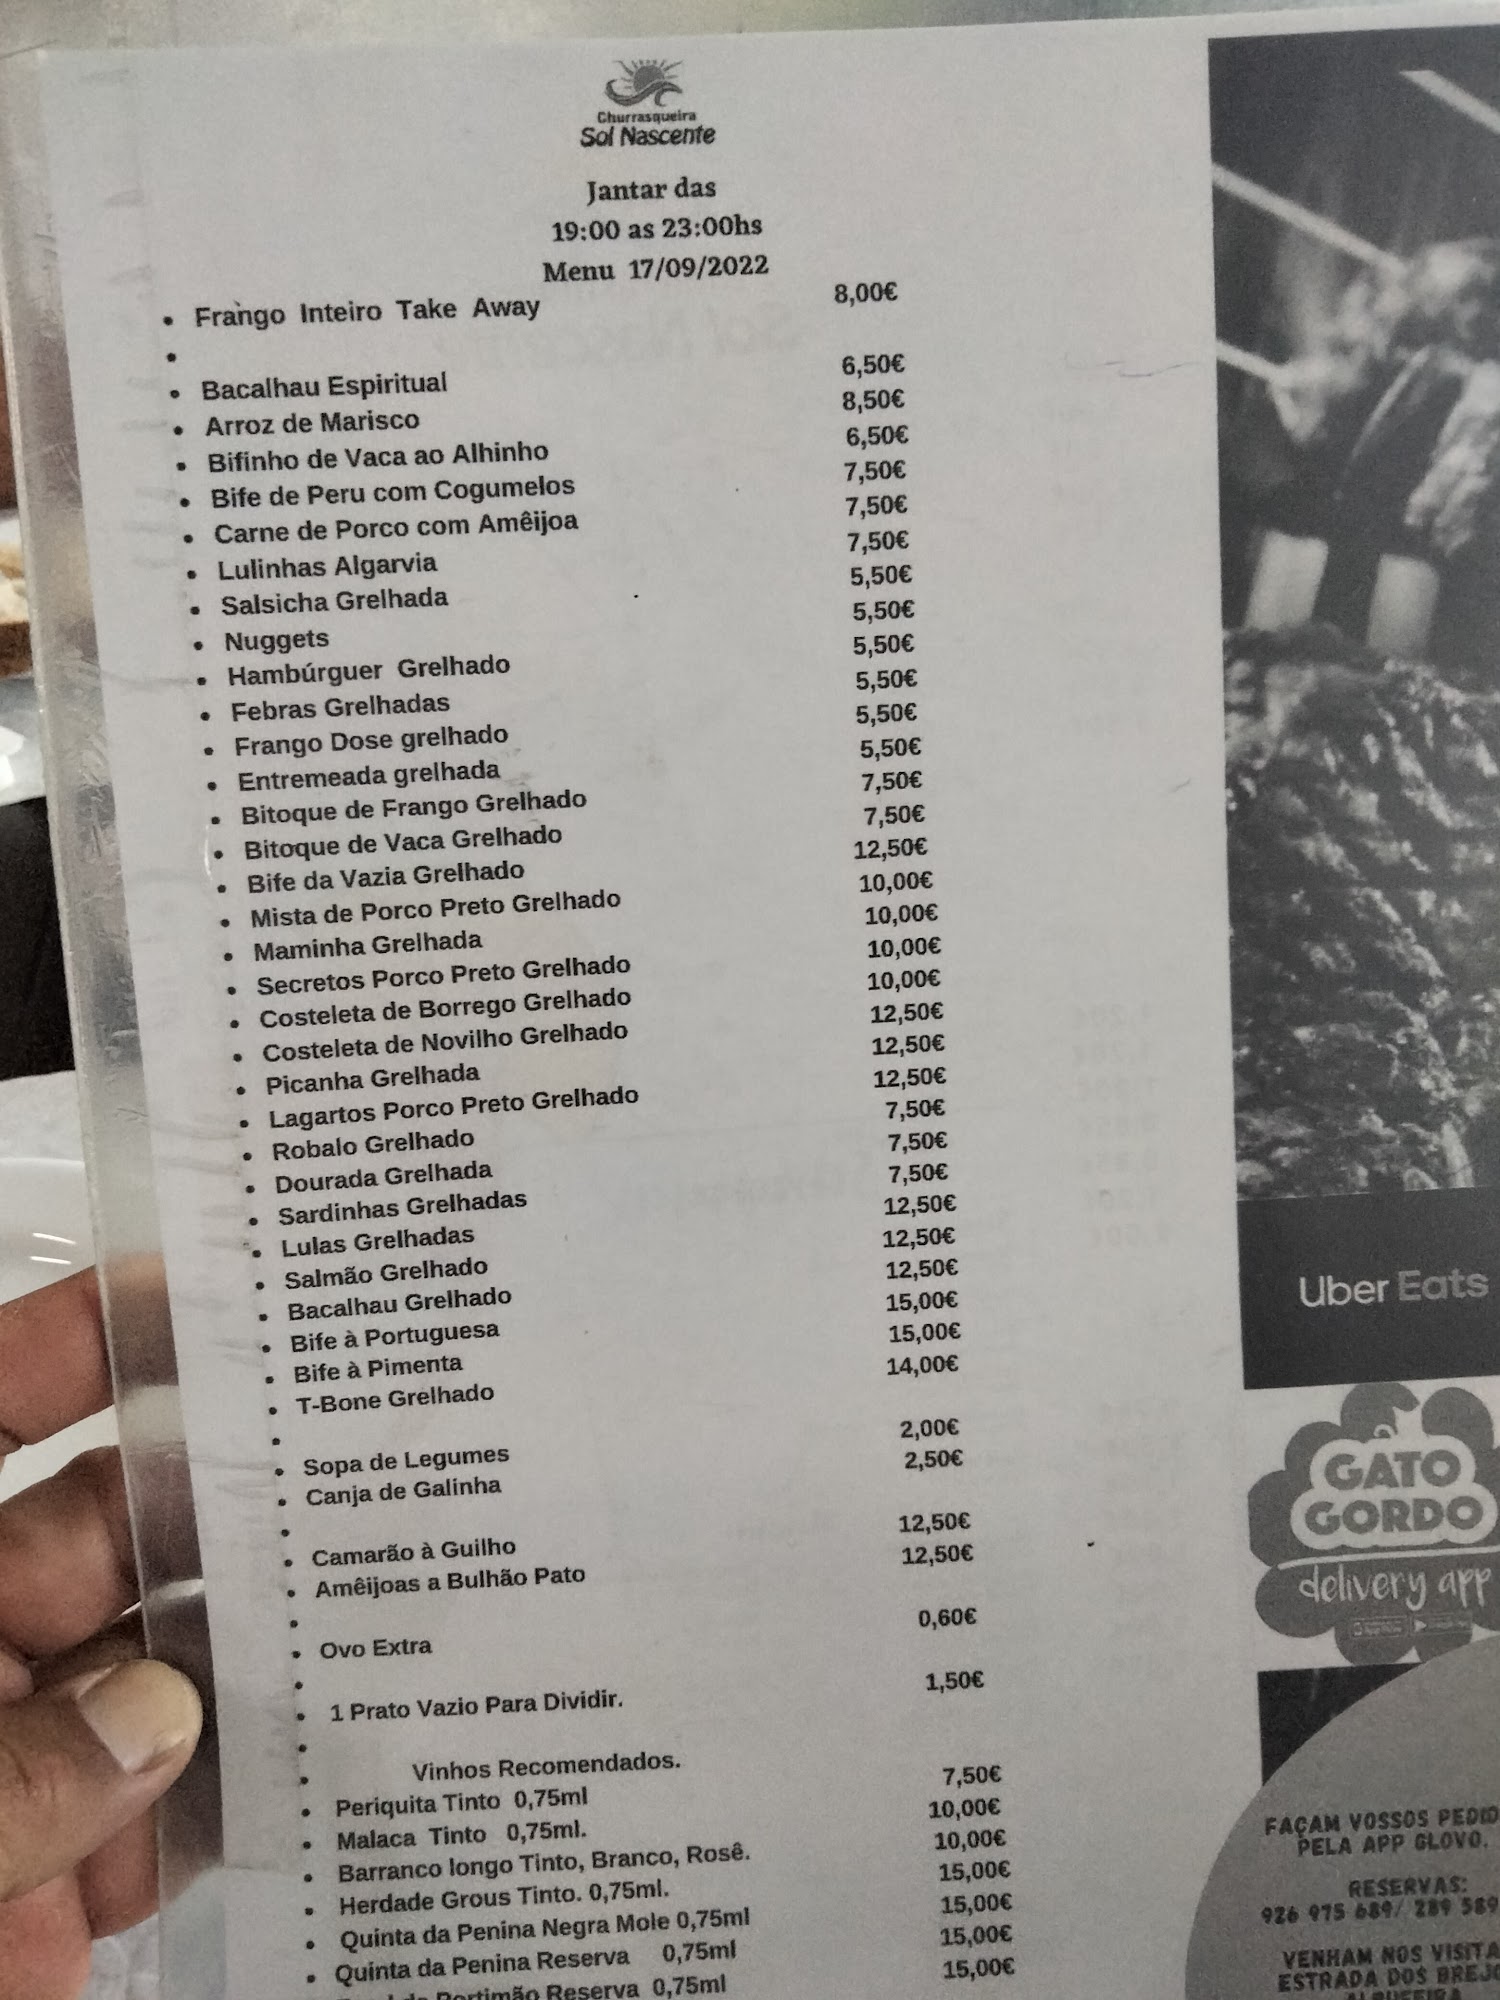 Churrasqueira
Sol Nascente
Jantar das
19:00 as 23:00hs
Menu 17/09/2022
• Frango Inteiro Take Away 8,00€
•
• Bacalhau Espiritual 6,50€
• Arroz de Marisco 8,50€
• Bifinho de Vaca ao Alhinho 6,50€
• Bife de Peru com Cogumelos 7,50€
• Carne de Porco com Amêijoa 7,50€
• Lulinhas Algarvia 7,50€
• Salsicha Grelhada 5,50€
• Nuggets 5,50€
• Hambúrguer Grelhado 5,50€
• Febras Grelhadas 5,50€
• Frango Dose grelhado 5,50€
• Entremeada grelhada 5,50€
• Bitoque de Frango Grelhado 7,50€
• Bitoque de Vaca Grelhado 7,50€
• Bife da Vazia Grelhado 12,50€
• Mista de Porco Preto Grelhado 10,00€
• Maminha Grelhada 10,00€
• Secretos Porco Preto Grelhado 10,00€
• Costeleta de Borrego Grelhado 10,00€
• Costeleta de Novilho Grelhado 12,50€
• Picanha Grelhada 12,50€
• Lagartos Porco Preto Grelhado 12,50€
• Robalo Grelhado 7,50€
• Dourada Grelhada 7,50€
• Sardinhas Grelhadas 7,50€
• Lulas Grelhadas 12,50€
• Salmão Grelhado 12,50€
• Bacalhau Grelhado 12,50€
• Bife à Portuguesa 15,00€
• Bife à Pimenta 15,00€
• T-Bone Grelhado 14,00€
•
• Sopa de Legumes 2,00€
• Canja de Galinha 2,50€
•
• Camarão à Guilho 12,50€
• Amêijoas a Bulhão Pato 12,50€
•
• Ovo Extra 0,60€
•
• 1 Prato Vazio Para Dividir. 1,50€
•
• Vinhos Recomendados.
• Periquita Tinto 0,75ml 7,50€
• Malaca Tinto 0,75ml. 10,00€
• Barranco longo Tinto, Branco, Rosê. 10,00€
• Herdade Grous Tinto. 0,75ml. 15,00€
• Quinta da Penina Negra Mole 0,75ml 15,00€
• Quinta da Penina Reserva 0,75ml 15,00€
Portimão Reserva 0,75ml 15,00€
Uber Eats
GATO
GORDO
delivery app
FAÇAM VOSSOS PEDID
PELA APP GLOVO.
RESERVAS:
926 975 689/ 289 589
VENHAM NOS VISITA
ESTRADA DOS BREJO
ALBUFEIRA